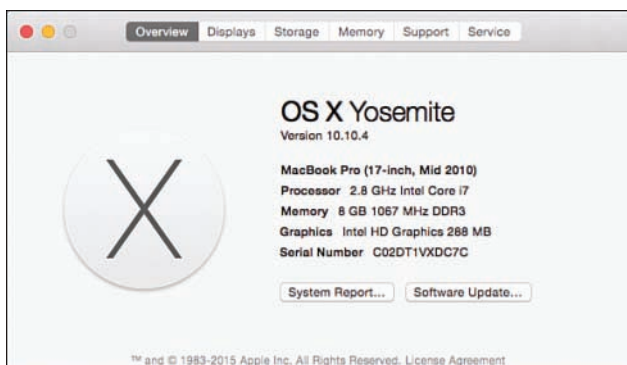 Overview Displays Storage Memory Support Service
OS X Yosemite
Version 10.10.4
MacBook Pro (17-inch, Mid 2010)
Processor 2.8 GHz Intel Core i7
Memory 8 GB 1067 MHz DDR3
Graphics Intel HD Graphics 288 MB
Serial Number C02DT1VXDC7C
System Report... Software Update...
™ and © 1983-2015 Apple Inc. All Rights Reserved. License Agreement